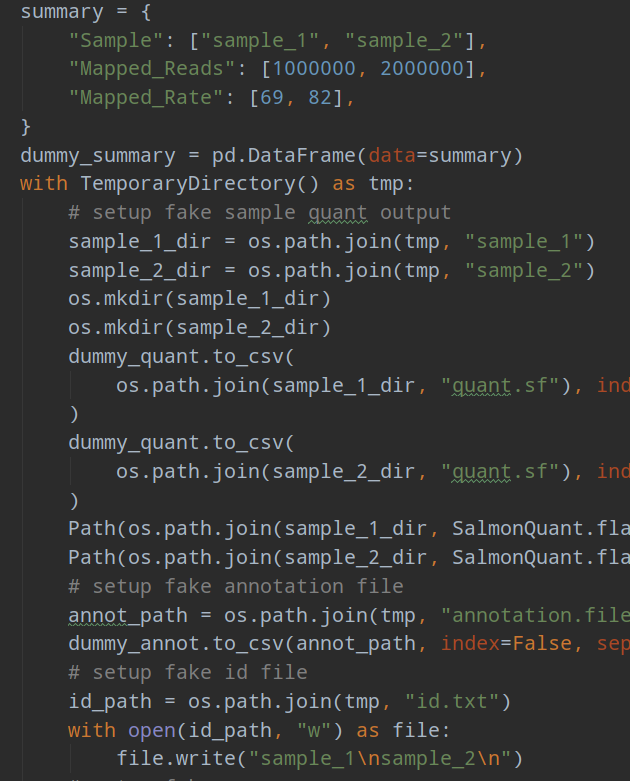 summary = {
    "Sample": ["sample_1", "sample_2"],
    "Mapped_Reads": [1000000, 2000000],
    "Mapped_Rate": [69, 82],
}
dummy_summary = pd.DataFrame(data=summary)
with TemporaryDirectory() as tmp:
    # setup fake sample quant output
    sample_1_dir = os.path.join(tmp, "sample_1")
    sample_2_dir = os.path.join(tmp, "sample_2")
    os.mkdir(sample_1_dir)
    os.mkdir(sample_2_dir)
    dummy_quant.to_csv(
        os.path.join(sample_1_dir, "quant.sf"), ind
    )
    dummy_quant.to_csv(
        os.path.join(sample_2_dir, "quant.sf"), ind
    )
    Path(os.path.join(sample_1_dir, SalmonQuant.fla
    Path(os.path.join(sample_2_dir, SalmonQuant.fla
    # setup fake annotation file
    annot_path = os.path.join(tmp, "annotation.file
    dummy_annot.to_csv(annot_path, index=False, sep
    # setup fake id file
    id_path = os.path.join(tmp, "id.txt")
    with open(id_path, "w") as file:
        file.write("sample_1\nsample_2\n")